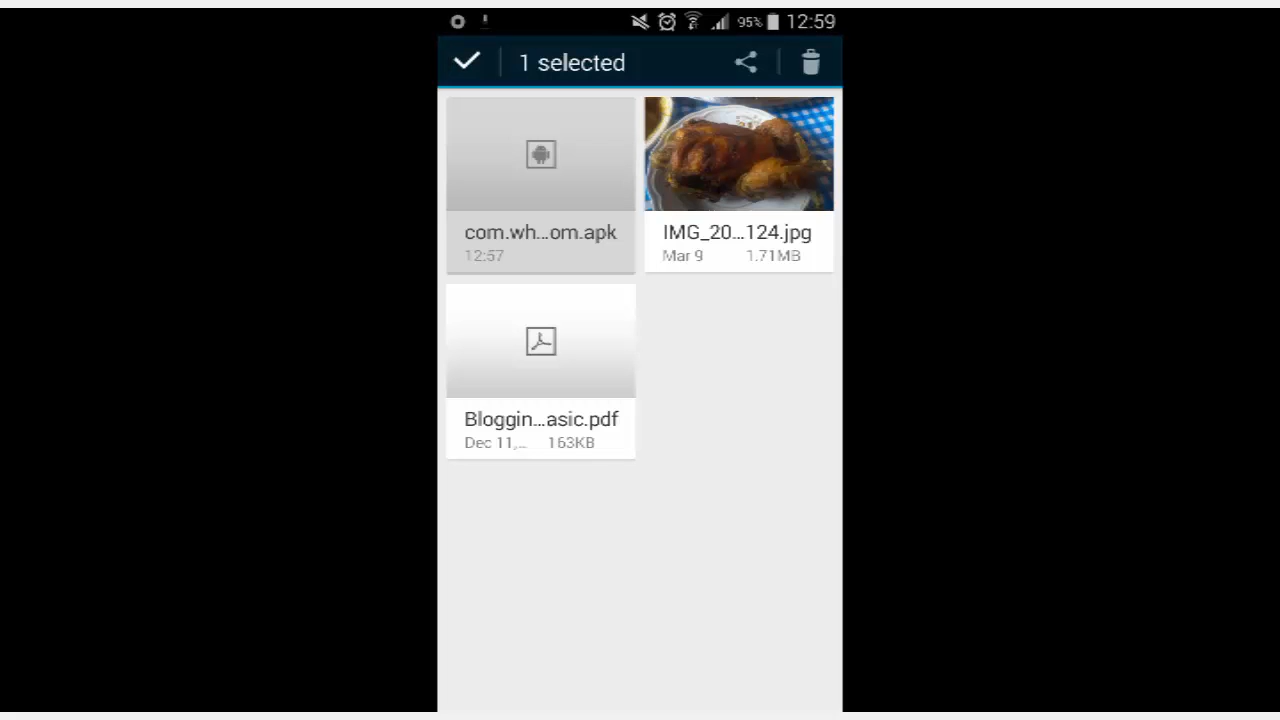 95% 12:59
1 selected
com.wh...om.apk
12:57
IMG_20...124.jpg
Mar 9 1.71MB
Bloggin...asic.pdf
Dec 11,... 163KB